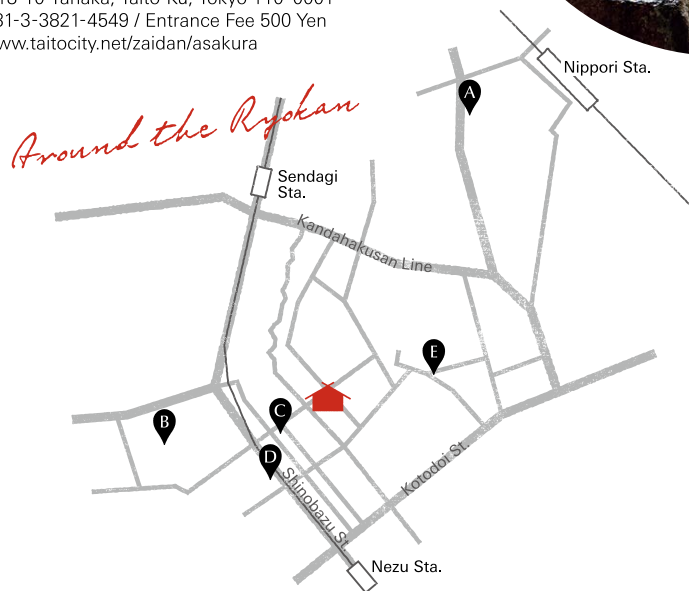 81-3-3821-4549 / Entrance Fee 500 Yen
www.taitocity.net/zaidan/asakura
Around the Ryokan
Nippori Sta.
A
Sendagi
Sta.
Kandahakusan Line
E
C
B
D
Shinobazu St.
Kotodoi St.
Nezu Sta.